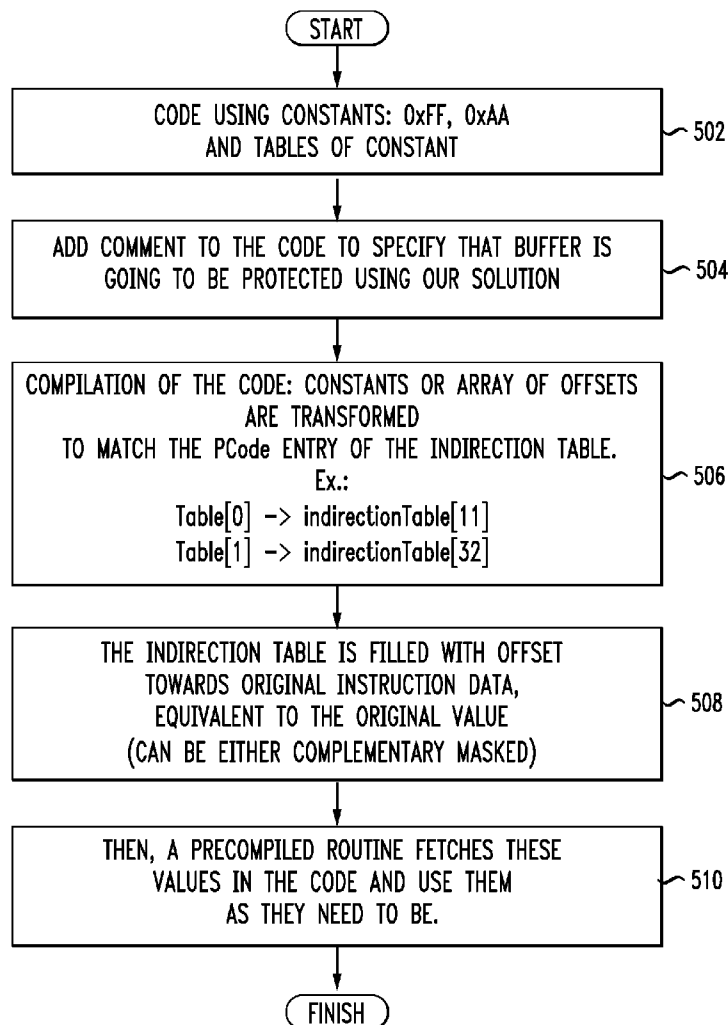 START
CODE USING CONSTANTS: 0xFF, 0xAA
AND TABLES OF CONSTANT
502
ADD COMMENT TO THE CODE TO SPECIFY THAT BUFFER IS
GOING TO BE PROTECTED USING OUR SOLUTION
504
COMPILATION OF THE CODE: CONSTANTS OR ARRAY OF OFFSETS
ARE TRANSFORMED
TO MATCH THE PCode ENTRY OF THE INDIRECTION TABLE.
Ex.:
Table[0] -> indirectionTable[11]
Table[1] -> indirectionTable[32]
506
THE INDIRECTION TABLE IS FILLED WITH OFFSET
TOWARDS ORIGINAL INSTRUCTION DATA,
EQUIVALENT TO THE ORIGINAL VALUE
(CAN BE EITHER COMPLEMENTARY MASKED)
508
THEN, A PRECOMPILED ROUTINE FETCHES THESE
VALUES IN THE CODE AND USE THEM
AS THEY NEED TO BE.
510
FINISH